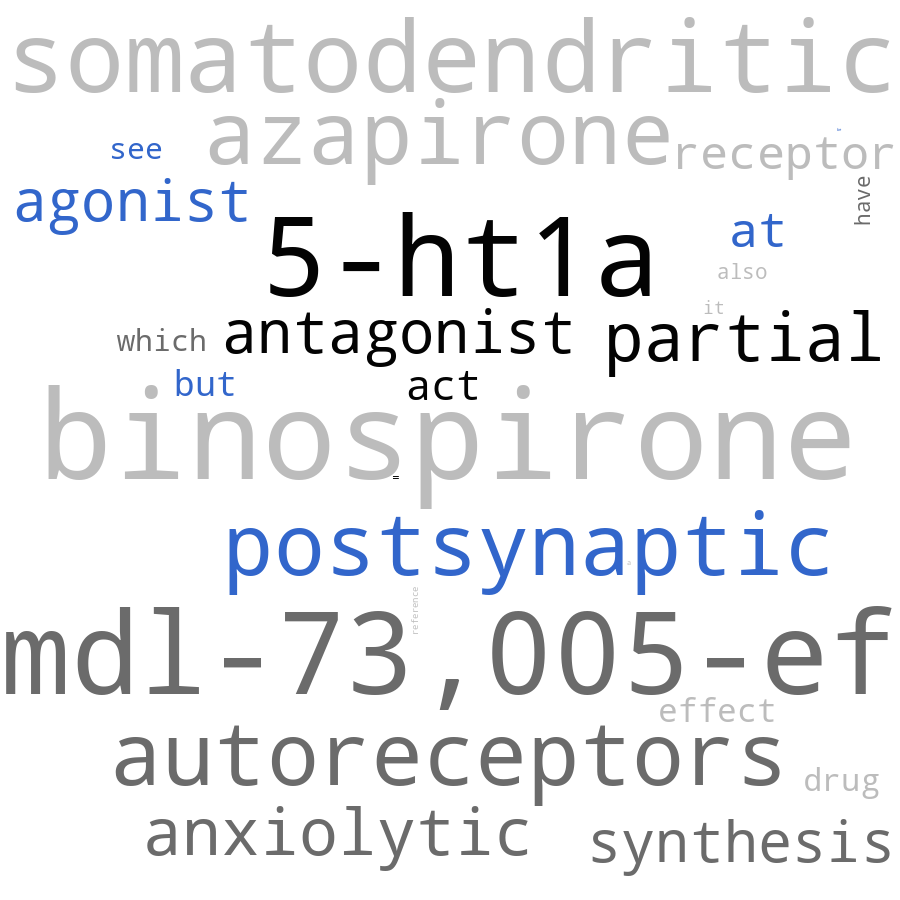 somatodendritic
azapirone
see
receptor
agonist
have
5-ht1a
at
also
it
which
antagonist
partial
but
act
binospirone
=
postsynaptic
reference
mdl-73,005-ef
effect
autoreceptors
drug
anxiolytic
synthesis